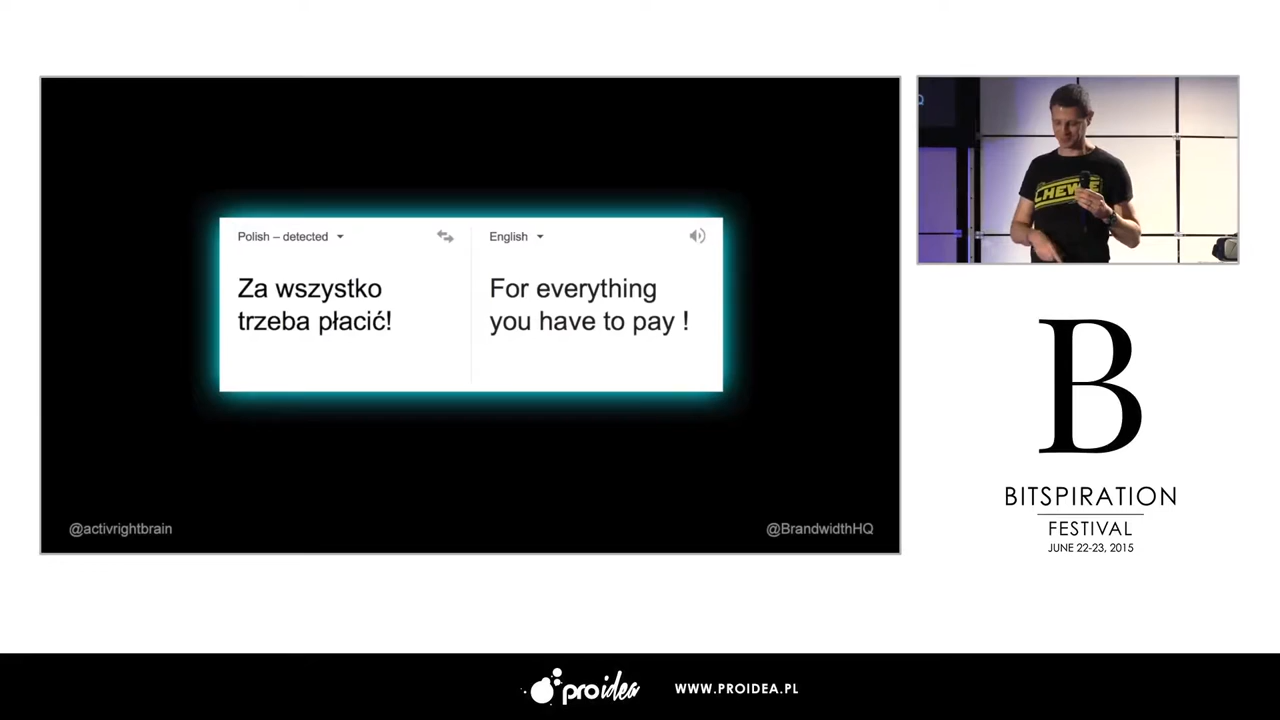 Polish – detected
English
Za wszystko
trzeba płacić!
For everything
you have to pay !
@activrightbrain
@BrandwidthHQ
B
BITSPIRATION
FESTIVAL
JUNE 22-23, 2015
proidea
WWW.PROIDEA.PL